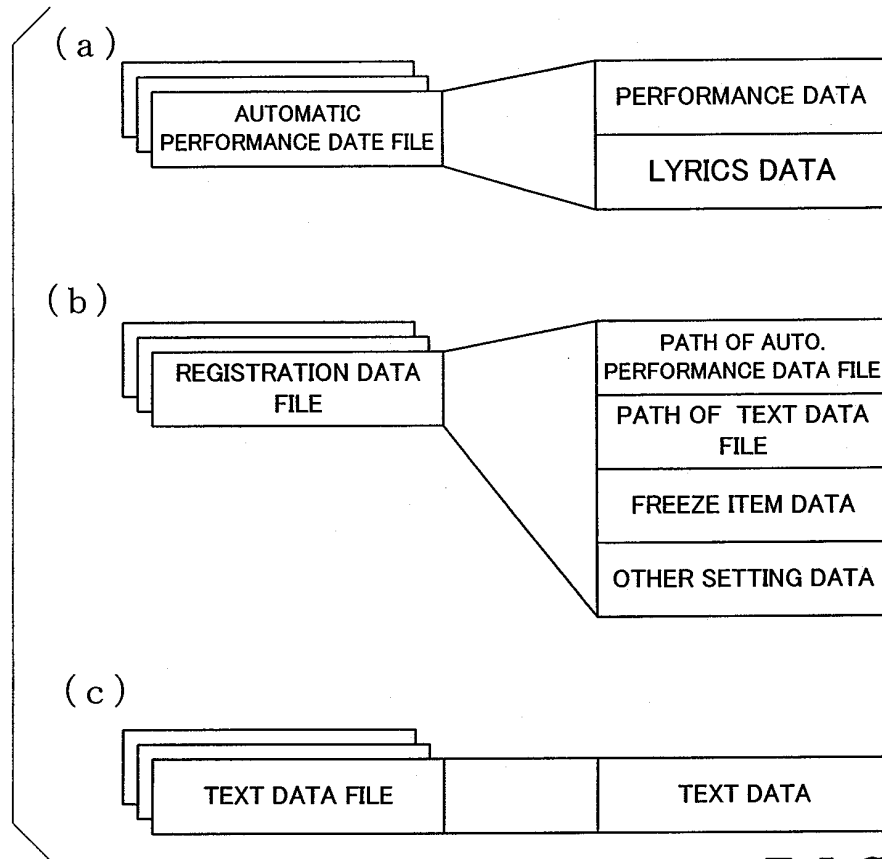 (a)
AUTOMATIC
PERFORMANCE DATE FILE
PERFORMANCE DATA
LYRICS DATA
(b)
REGISTRATION DATA
FILE
PATH OF AUTO.
PERFORMANCE DATA FILE
PATH OF TEXT DATA
FILE
FREEZE ITEM DATA
OTHER SETTING DATA
(c)
TEXT DATA FILE
TEXT DATA